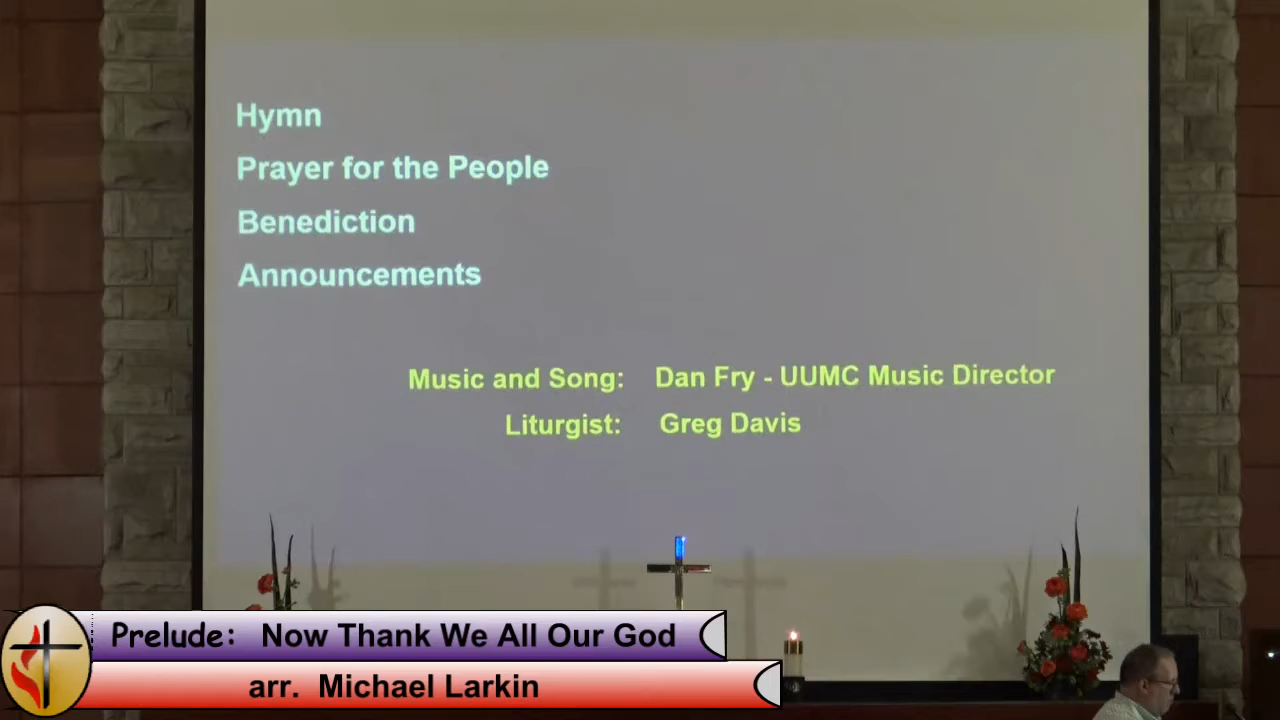 Hymn
Prayer for the People
Benediction
Announcements
Music and Song: Dan Fry - UUMC Music Director
Liturgist: Greg Davis
Prelude: Now Thank We All Our God
arr. Michael Larkin